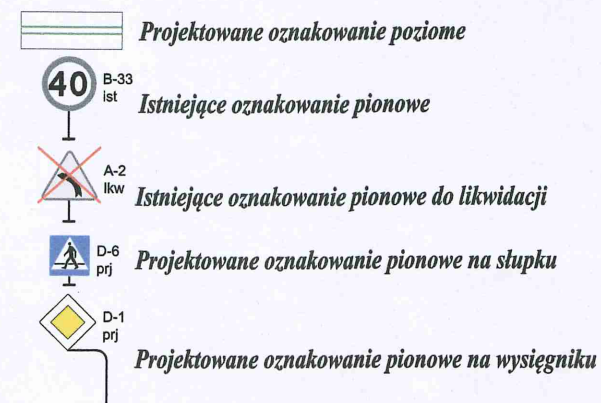 Projektowane oznakowanie poziome
40 B-33
ist
Istniejące oznakowanie pionowe
A-2
lkw
Istniejące oznakowanie pionowe do likwidacji
D-6
prj
Projektowane oznakowanie pionowe na słupku
D-1
prj
Projektowane oznakowanie pionowe na wysięgniku